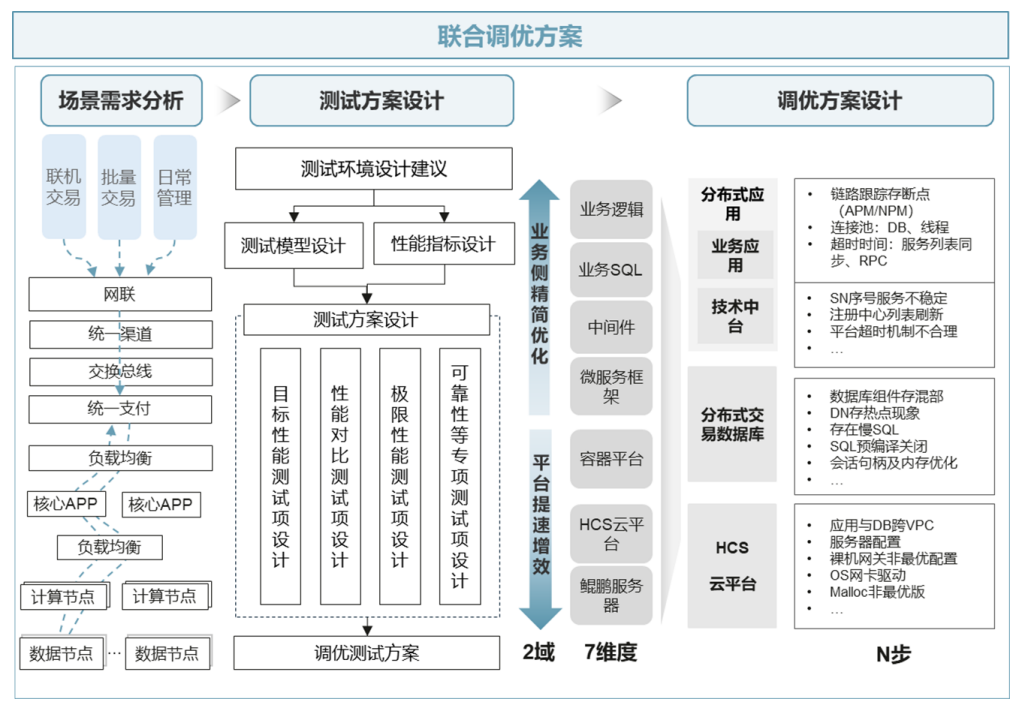 联合调优方案
场景需求分析
测试方案设计
调优方案设计
联机
交易
批量
交易
日常
管理
网联
统一渠道
交换总线
统一支付
负载均衡
核心APP
核心APP
负载均衡
计算节点
计算节点
数据节点
...
数据节点
测试环境设计建议
测试模型设计
性能指标设计
测试方案设计
目标性能测试项设计
性能对比测试项设计
极限性能测试项设计
可靠性等专项测试项设计
调优测试方案
业务侧精简优化
平台提速增效
2域
业务逻辑
业务SQL
中间件
微服务框
架
容器平台
HCS云平
台
鲲鹏服务
器
7维度
分布式应
用
业务应
用
技术中
台
分布式交
易数据库
HCS
云平台
• 链路跟踪存断点
（APM/NPM）
• 连接池：DB、线程
• 超时时间：服务列表同
步、RPC
• SN序号服务不稳定
• 注册中心列表刷新
• 平台超时机制不合理
• …
• 数据库组件存混部
• DN存热点现象
• 存在慢SQL
• SQL预编译关闭
• 会话句柄及内存优化
• …
• 应用与DB跨VPC
• 服务器配置
• 裸机网关非最优配置
• OS网卡驱动
• Malloc非最优版
• …
N步